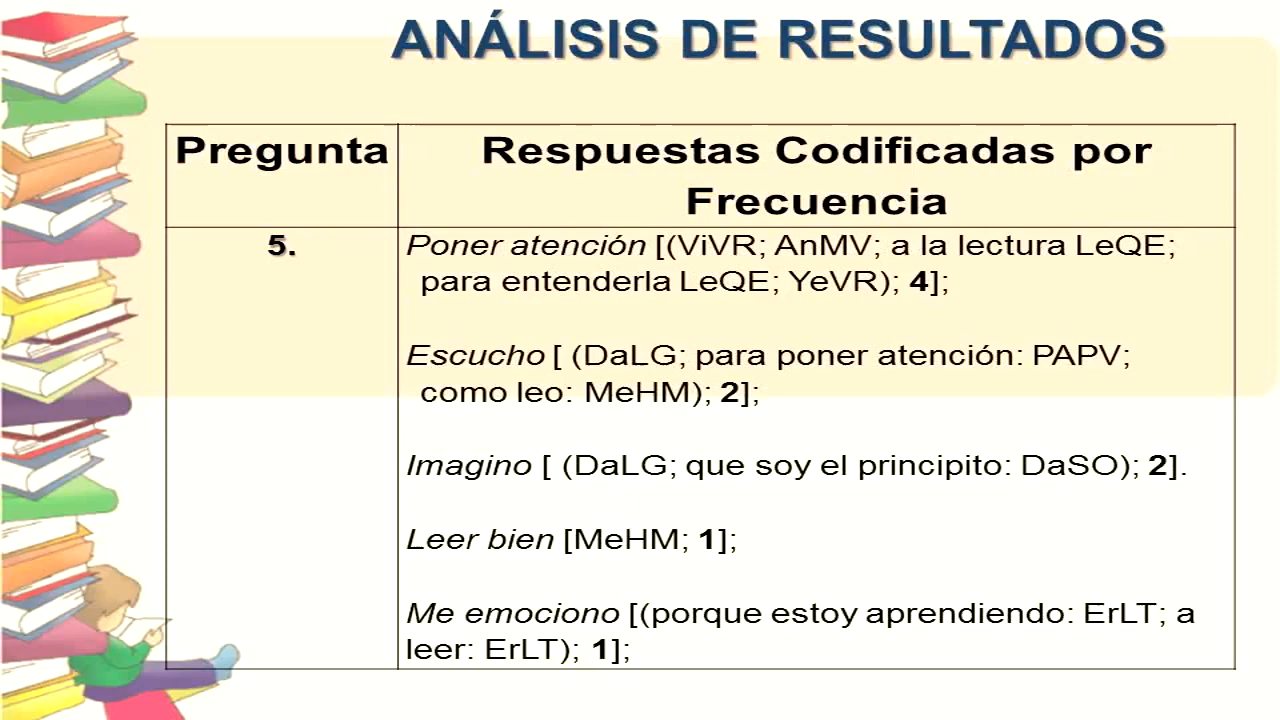 ANÁLISIS DE RESULTADOS
Pregunta
Respuestas Codificadas por
Frecuencia
5.
Poner atención [(ViVR; AnMV; a la lectura LeQE;
para entenderla LeQE; YeVR); 4];
Escucho [ (DaLG; para poner atención: PAPV;
como leo: MeHM); 2];
Imagino [ (DaLG; que soy el principito: DaSO); 2].
Leer bien [MeHM; 1];
Me emociono [(porque estoy aprendiendo: ErLT; a
leer: ErLT); 1];